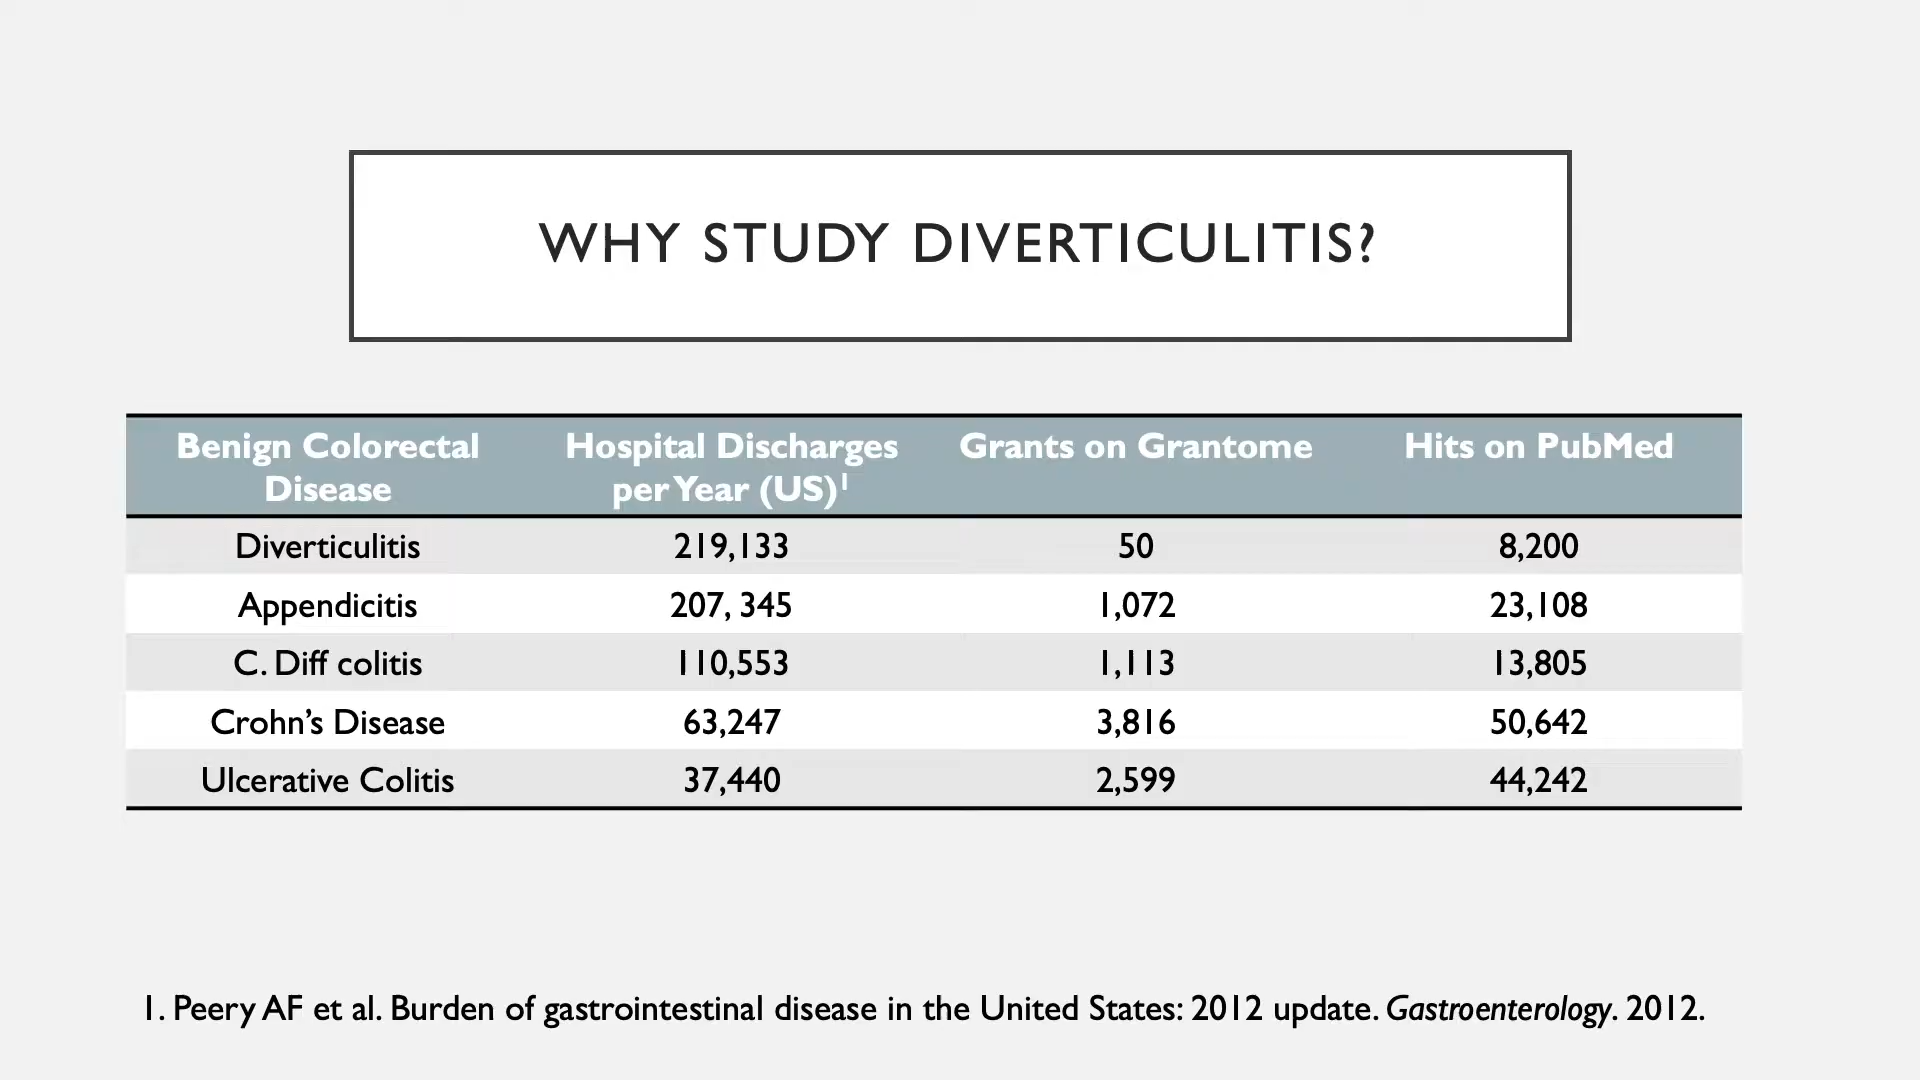 WHY STUDY DIVERTICULITIS?
Benign Colorectal Disease Hospital Discharges per Year (US)¹ Grants on Grantome Hits on PubMed
Diverticulitis 219,133 50 8,200
Appendicitis 207, 345 1,072 23,108
C. Diff colitis 110,553 1,113 13,805
Crohn’s Disease 63,247 3,816 50,642
Ulcerative Colitis 37,440 2,599 44,242
1. Peery AF et al. Burden of gastrointestinal disease in the United States: 2012 update. Gastroenterology. 2012.